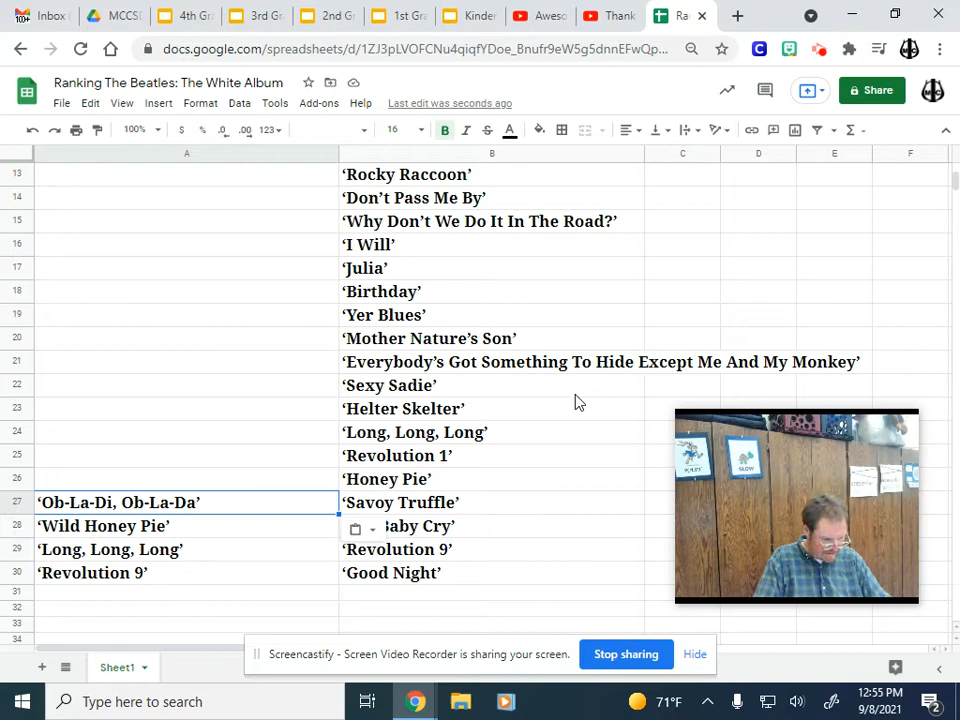 Inbox
MCCSI
4th Gra
3rd Gra
2nd Gr
1st Gra
Kinder
Aweso
Thank
Ra
docs.google.com/spreadsheets/d/1ZJ3pLVOFCNu4qiqfYDoe_Bnufr9eW5g5dnnEFwQp...
Ranking The Beatles: The White Album
File Edit View Insert Format Data Tools Add-ons Help Last edit was seconds ago
Share
100% $ % .0 .00 123 16 B I S A
A B C D E F
13 ‘Rocky Raccoon’
14 ‘Don’t Pass Me By’
15 ‘Why Don’t We Do It In The Road?’
16 ‘I Will’
17 ‘Julia’
18 ‘Birthday’
19 ‘Yer Blues’
20 ‘Mother Nature’s Son’
21 ‘Everybody’s Got Something To Hide Except Me And My Monkey’
22 ‘Sexy Sadie’
23 ‘Helter Skelter’
24 ‘Long, Long, Long’
25 ‘Revolution 1’
26 ‘Honey Pie’
27 ‘Ob-La-Di, Ob-La-Da’ ‘Savoy Truffle’
28 ‘Wild Honey Pie’ Baby Cry’
29 ‘Long, Long, Long’ ‘Revolution 9’
30 ‘Revolution 9’ ‘Good Night’
31
32
33
34
SLOW
Screencastify - Screen Video Recorder is sharing your screen. Stop sharing Hide
Sheet1
Type here to search
71°F
12:55 PM
9/8/2021
2